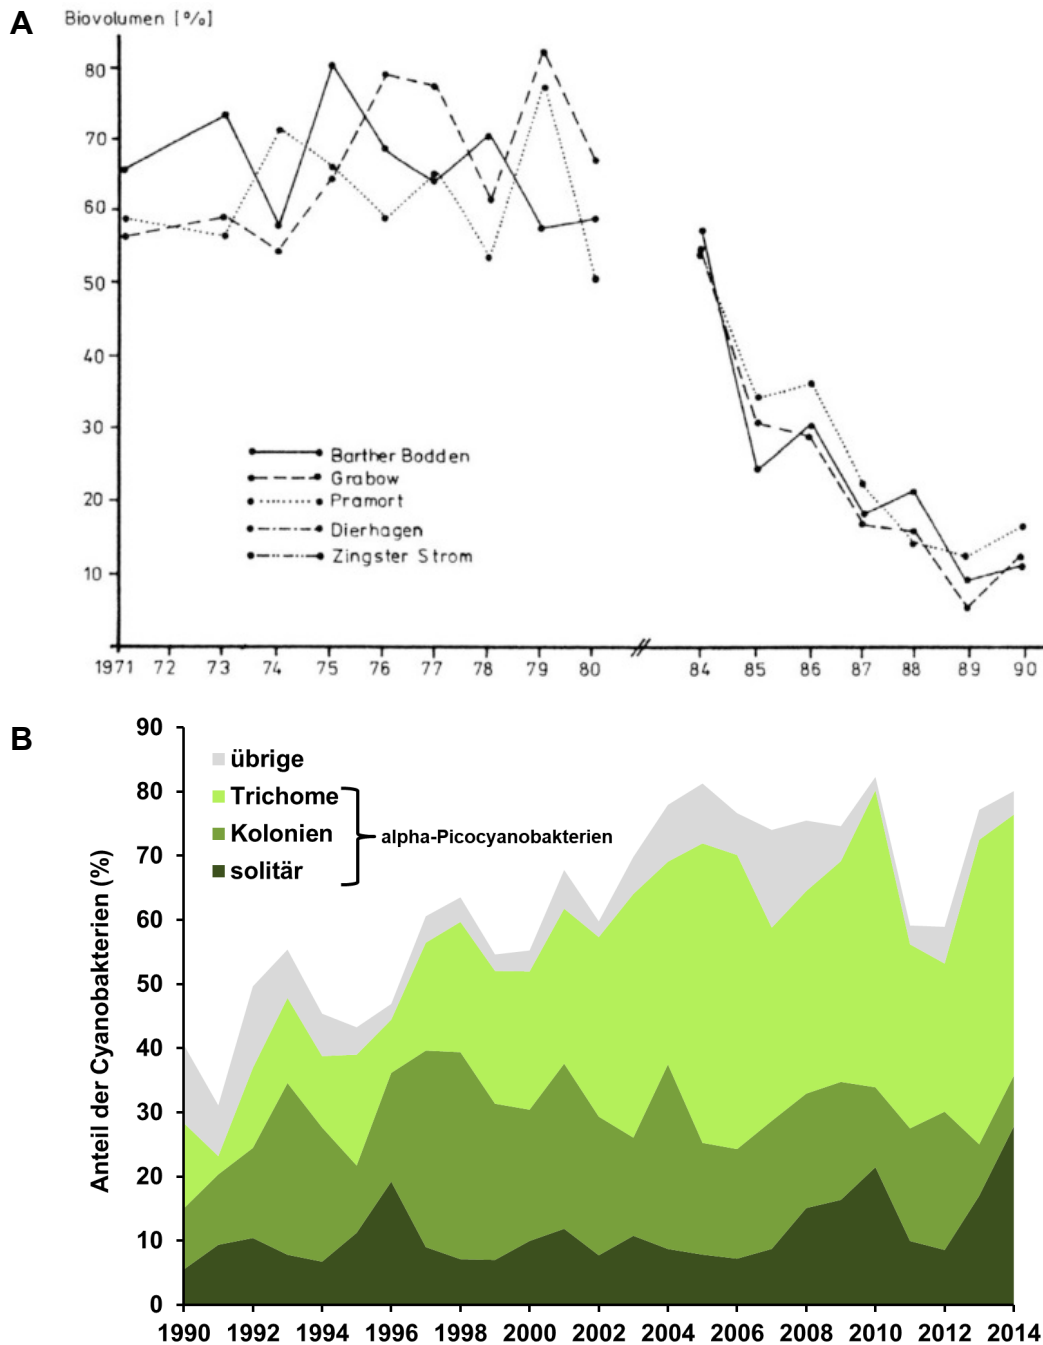 A
Biovolumen [%]
80
70
60
50
40
30
20
10
Barther Bodden
Grabow
Pramort
Dierhagen
Zingster Strom
1971 72 73 74 75 76 77 78 79 80 84 85 86 87 88 89 90
B
90
80
70
60
50
40
30
20
10
0
Anteil der Cyanobakterien (%)
übrige
Trichome
Kolonien
solitär
alpha-Picocyanobakterien
1990 1992 1994 1996 1998 2000 2002 2004 2006 2008 2010 2012 2014